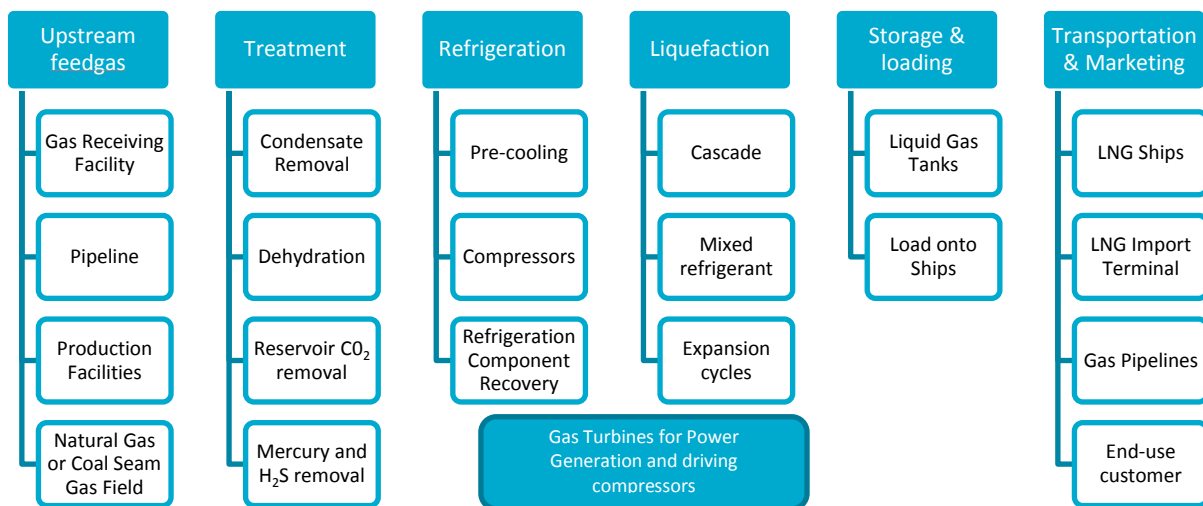 Upstream
feedgas
Gas Receiving
Facility
Pipeline
Production
Facilities
Natural Gas
or Coal Seam
Gas Field
Treatment
Condensate
Removal
Dehydration
Reservoir C0₂
removal
Mercury and
H₂S removal
Refrigeration
Pre-cooling
Compressors
Refrigeration
Component
Recovery
Liquefaction
Cascade
Mixed
refrigerant
Expansion
cycles
Gas Turbines for Power
Generation and driving
compressors
Storage &
loading
Liquid Gas
Tanks
Load onto
Ships
Transportation
& Marketing
LNG Ships
LNG Import
Terminal
Gas Pipelines
End-use
customer